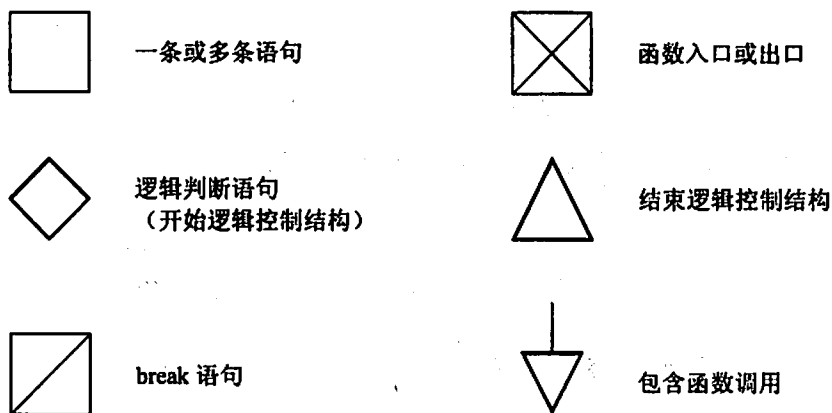 一条或多条语句
函数入口或出口
逻辑判断语句
（开始逻辑控制结构）
结束逻辑控制结构
break 语句
包含函数调用